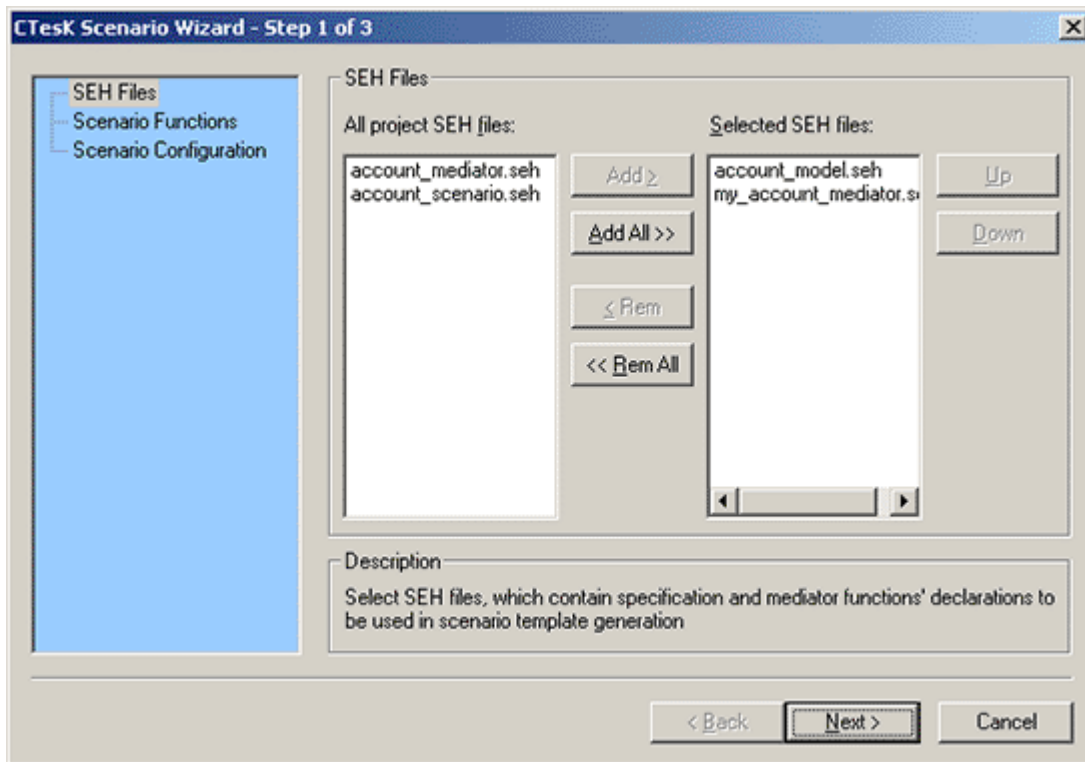 CTesK Scenario Wizard - Step 1 of 3
SEH Files
Scenario Functions
Scenario Configuration
SEH Files
All project SEH files:
account_mediator.seh
account_scenario.seh
Add >
Add All >>
< Rem
<< Rem All
Selected SEH files:
account_model.seh
my_account_mediator.s
Up
Down
Description
Select SEH files, which contain specification and mediator functions' declarations to
be used in scenario template generation
< Back
Next >
Cancel